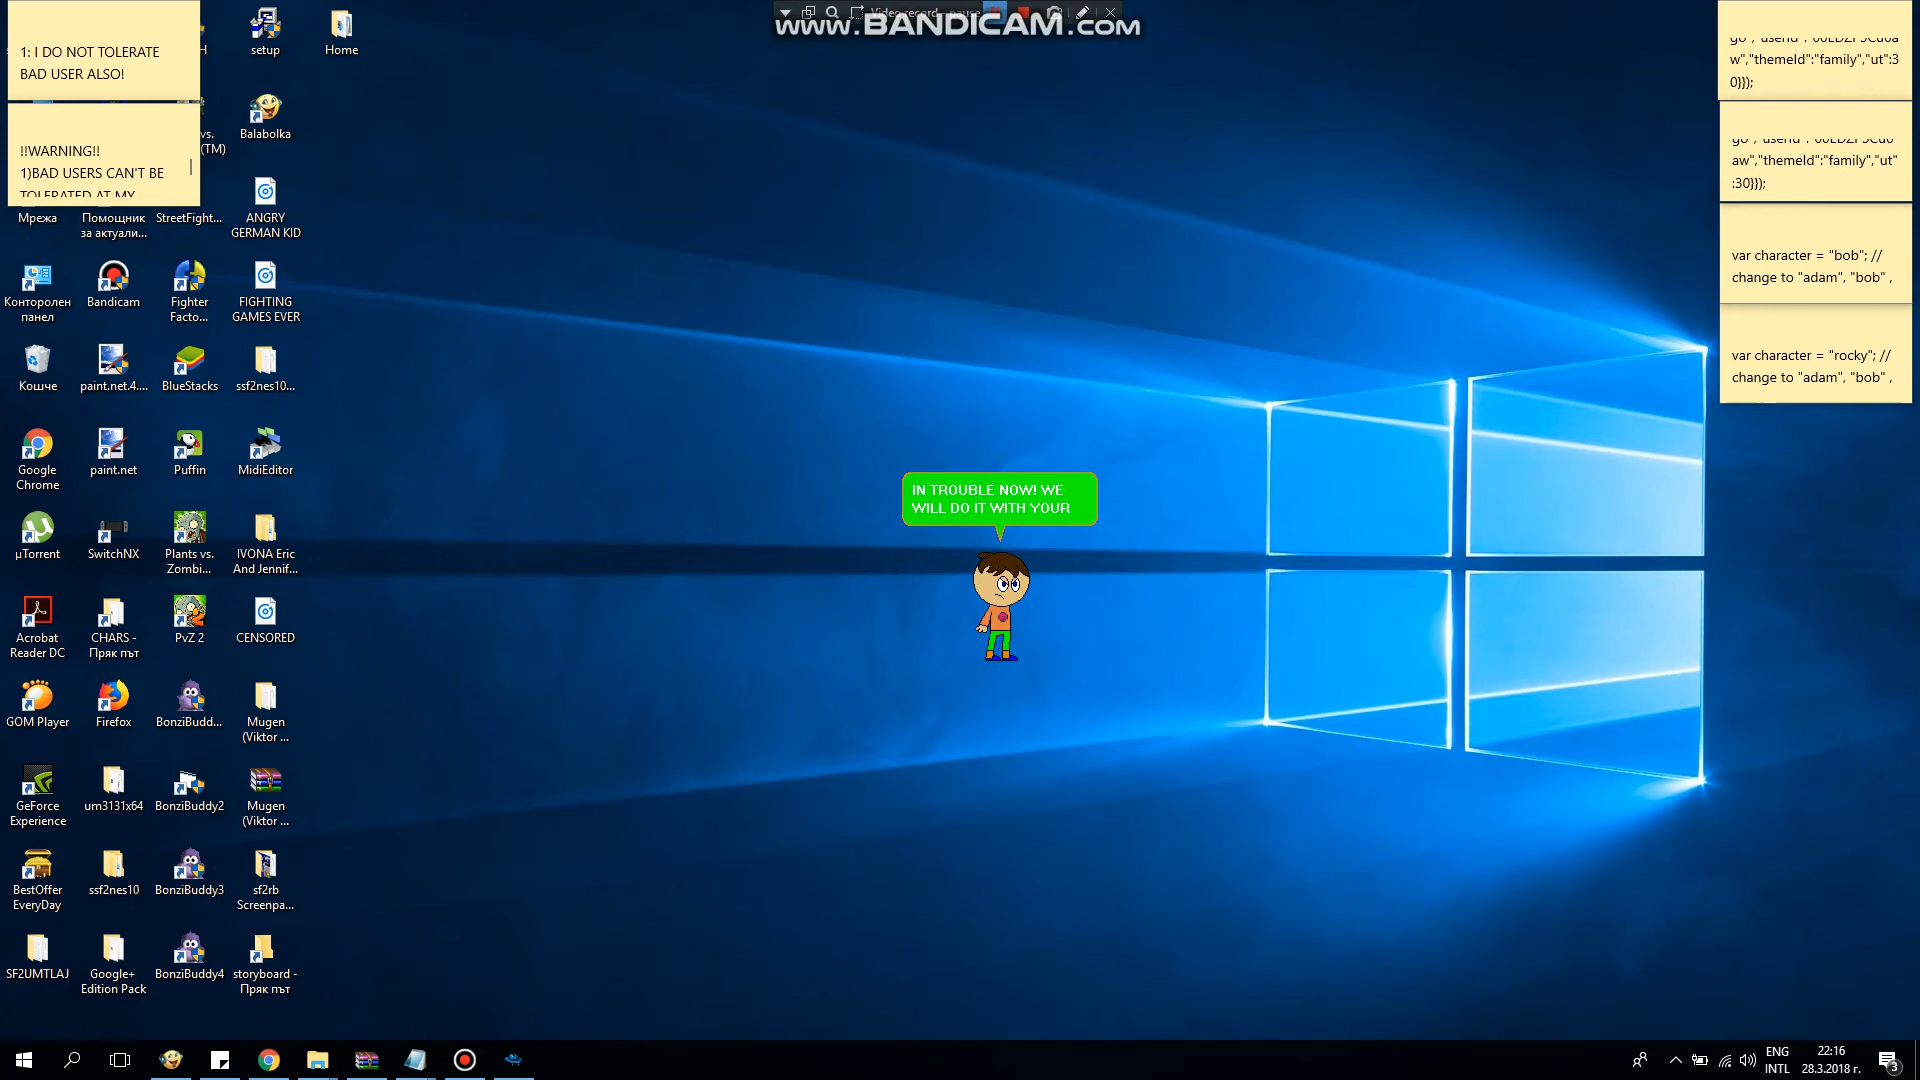 www.BANDICAM.com
Video record... pause
1: I DO NOT TOLERATE
BAD USER ALSO!
!!WARNING!!
1)BAD USERS CAN'T BE
TOLERATED AT MY
setup
Home
vs.
(TM)
Balabolka
Мрежа
Помощник
за актуали...
StreetFight...
ANGRY
GERMAN KID
Контролен
панел
Bandicam
Fighter
Facto...
FIGHTING
GAMES EVER
Кошче
paint.net.4....
BlueStacks
ssf2nes10...
Google
Chrome
paint.net
Puffin
MidiEditor
µTorrent
SwitchNX
Plants vs.
Zombi...
IVONA Eric
And Jennif...
Acrobat
Reader DC
CHARS -
Пряк път
PvZ 2
CENSORED
GOM Player
Firefox
BonziBudd...
Mugen
(Viktor ...
GeForce
Experience
um3131x64
BonziBuddy2
Mugen
(Viktor ...
BestOffer
EveryDay
ssf2nes10
BonziBuddy3
sf2rb
Screenpa...
SF2UMTLAJ
Google+
Edition Pack
BonziBuddy4
storyboard -
Пряк път
IN TROUBLE NOW! WE
WILL DO IT WITH YOUR
w","themeId":"family","ut":3
0}});
aw","themeId":"family","ut"
:30}});
var character = "bob"; //
change to "adam", "bob" ,
var character = "rocky"; //
change to "adam", "bob" ,
ENG
INTL
22:16
28.3.2018 г.
3